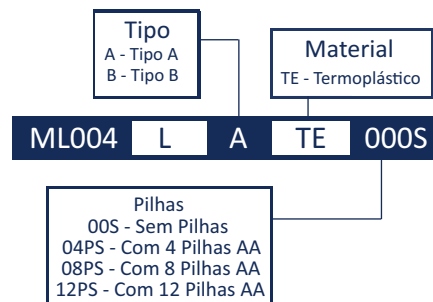 Tipo
A - Tipo A
B - Tipo B
Material
TE - Termoplástico
ML004 L A TE 000S
Pilhas
00S - Sem Pilhas
04PS - Com 4 Pilhas AA
08PS - Com 8 Pilhas AA
12PS - Com 12 Pilhas AA